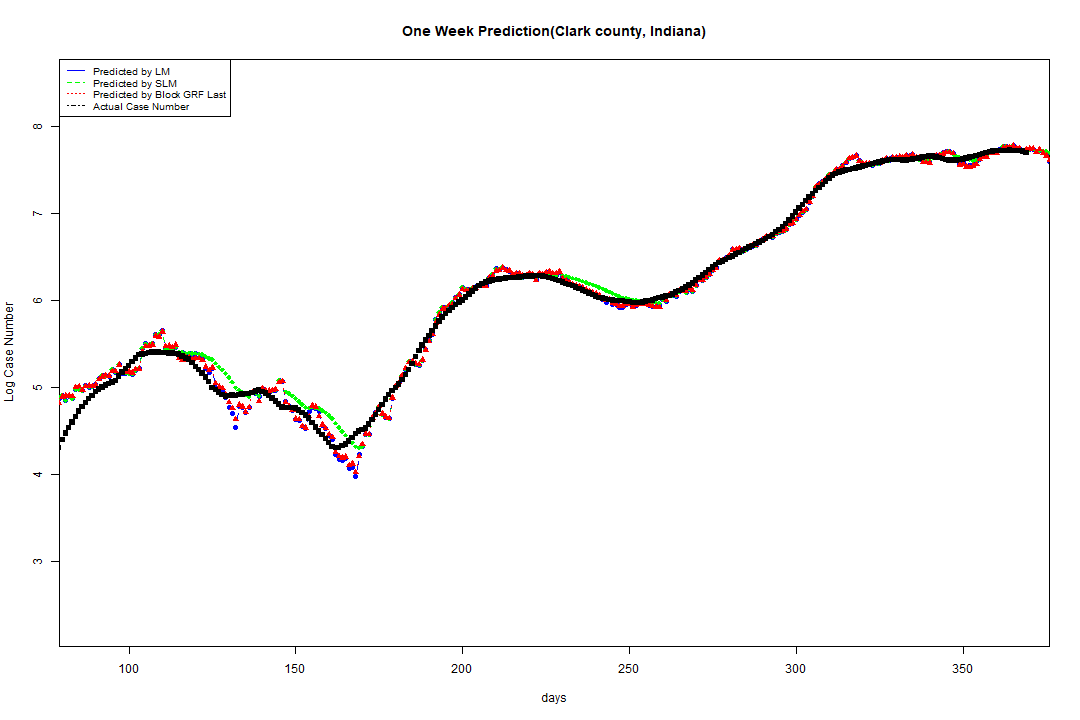 One Week Prediction(Clark county, Indiana)
Predicted by LM
Predicted by SLM
Predicted by Block GRF Last
Actual Case Number
8
7
6
5
4
3
Log Case Number
100 150 200 250 300 350
days